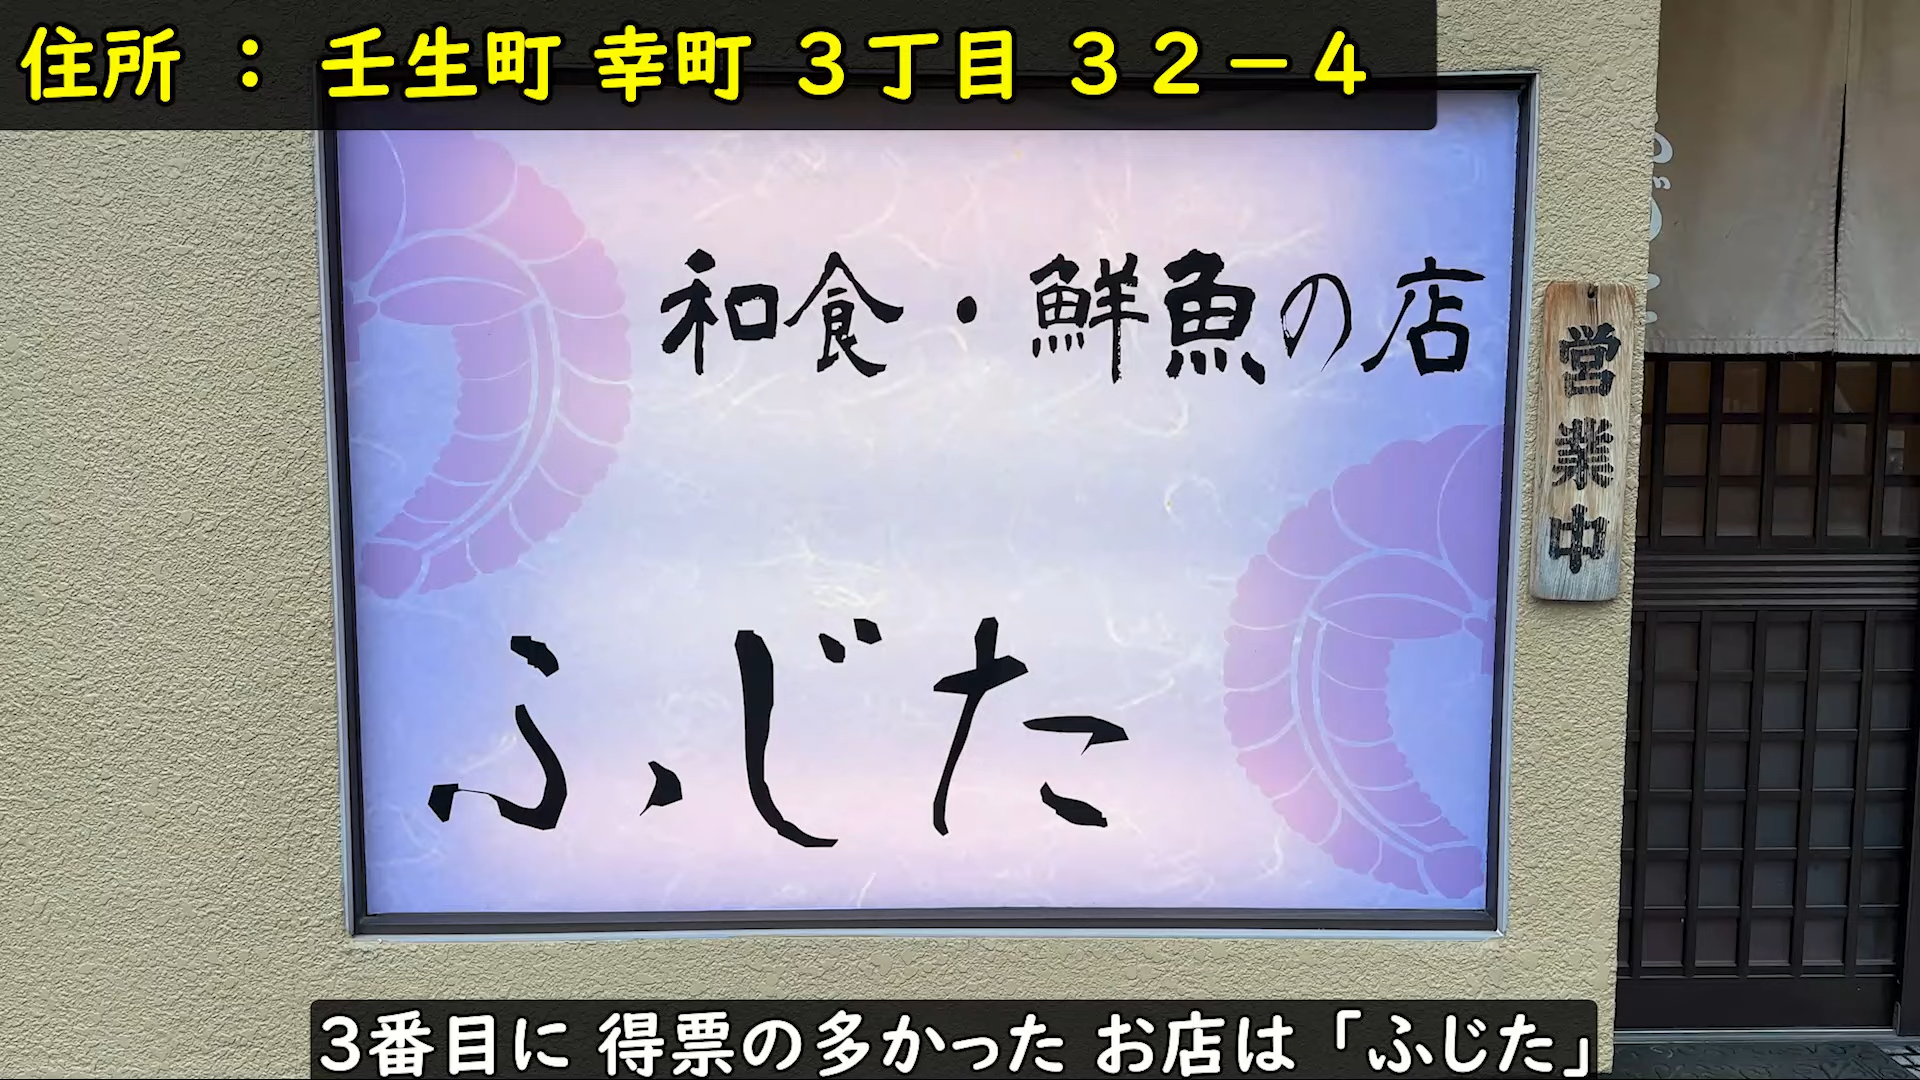 住所 ： 壬生町 幸町 ３丁目 ３２－４
和食・鮮魚の店
ふじた
営業中
3番目に 得票の多かった お店は「ふじた」